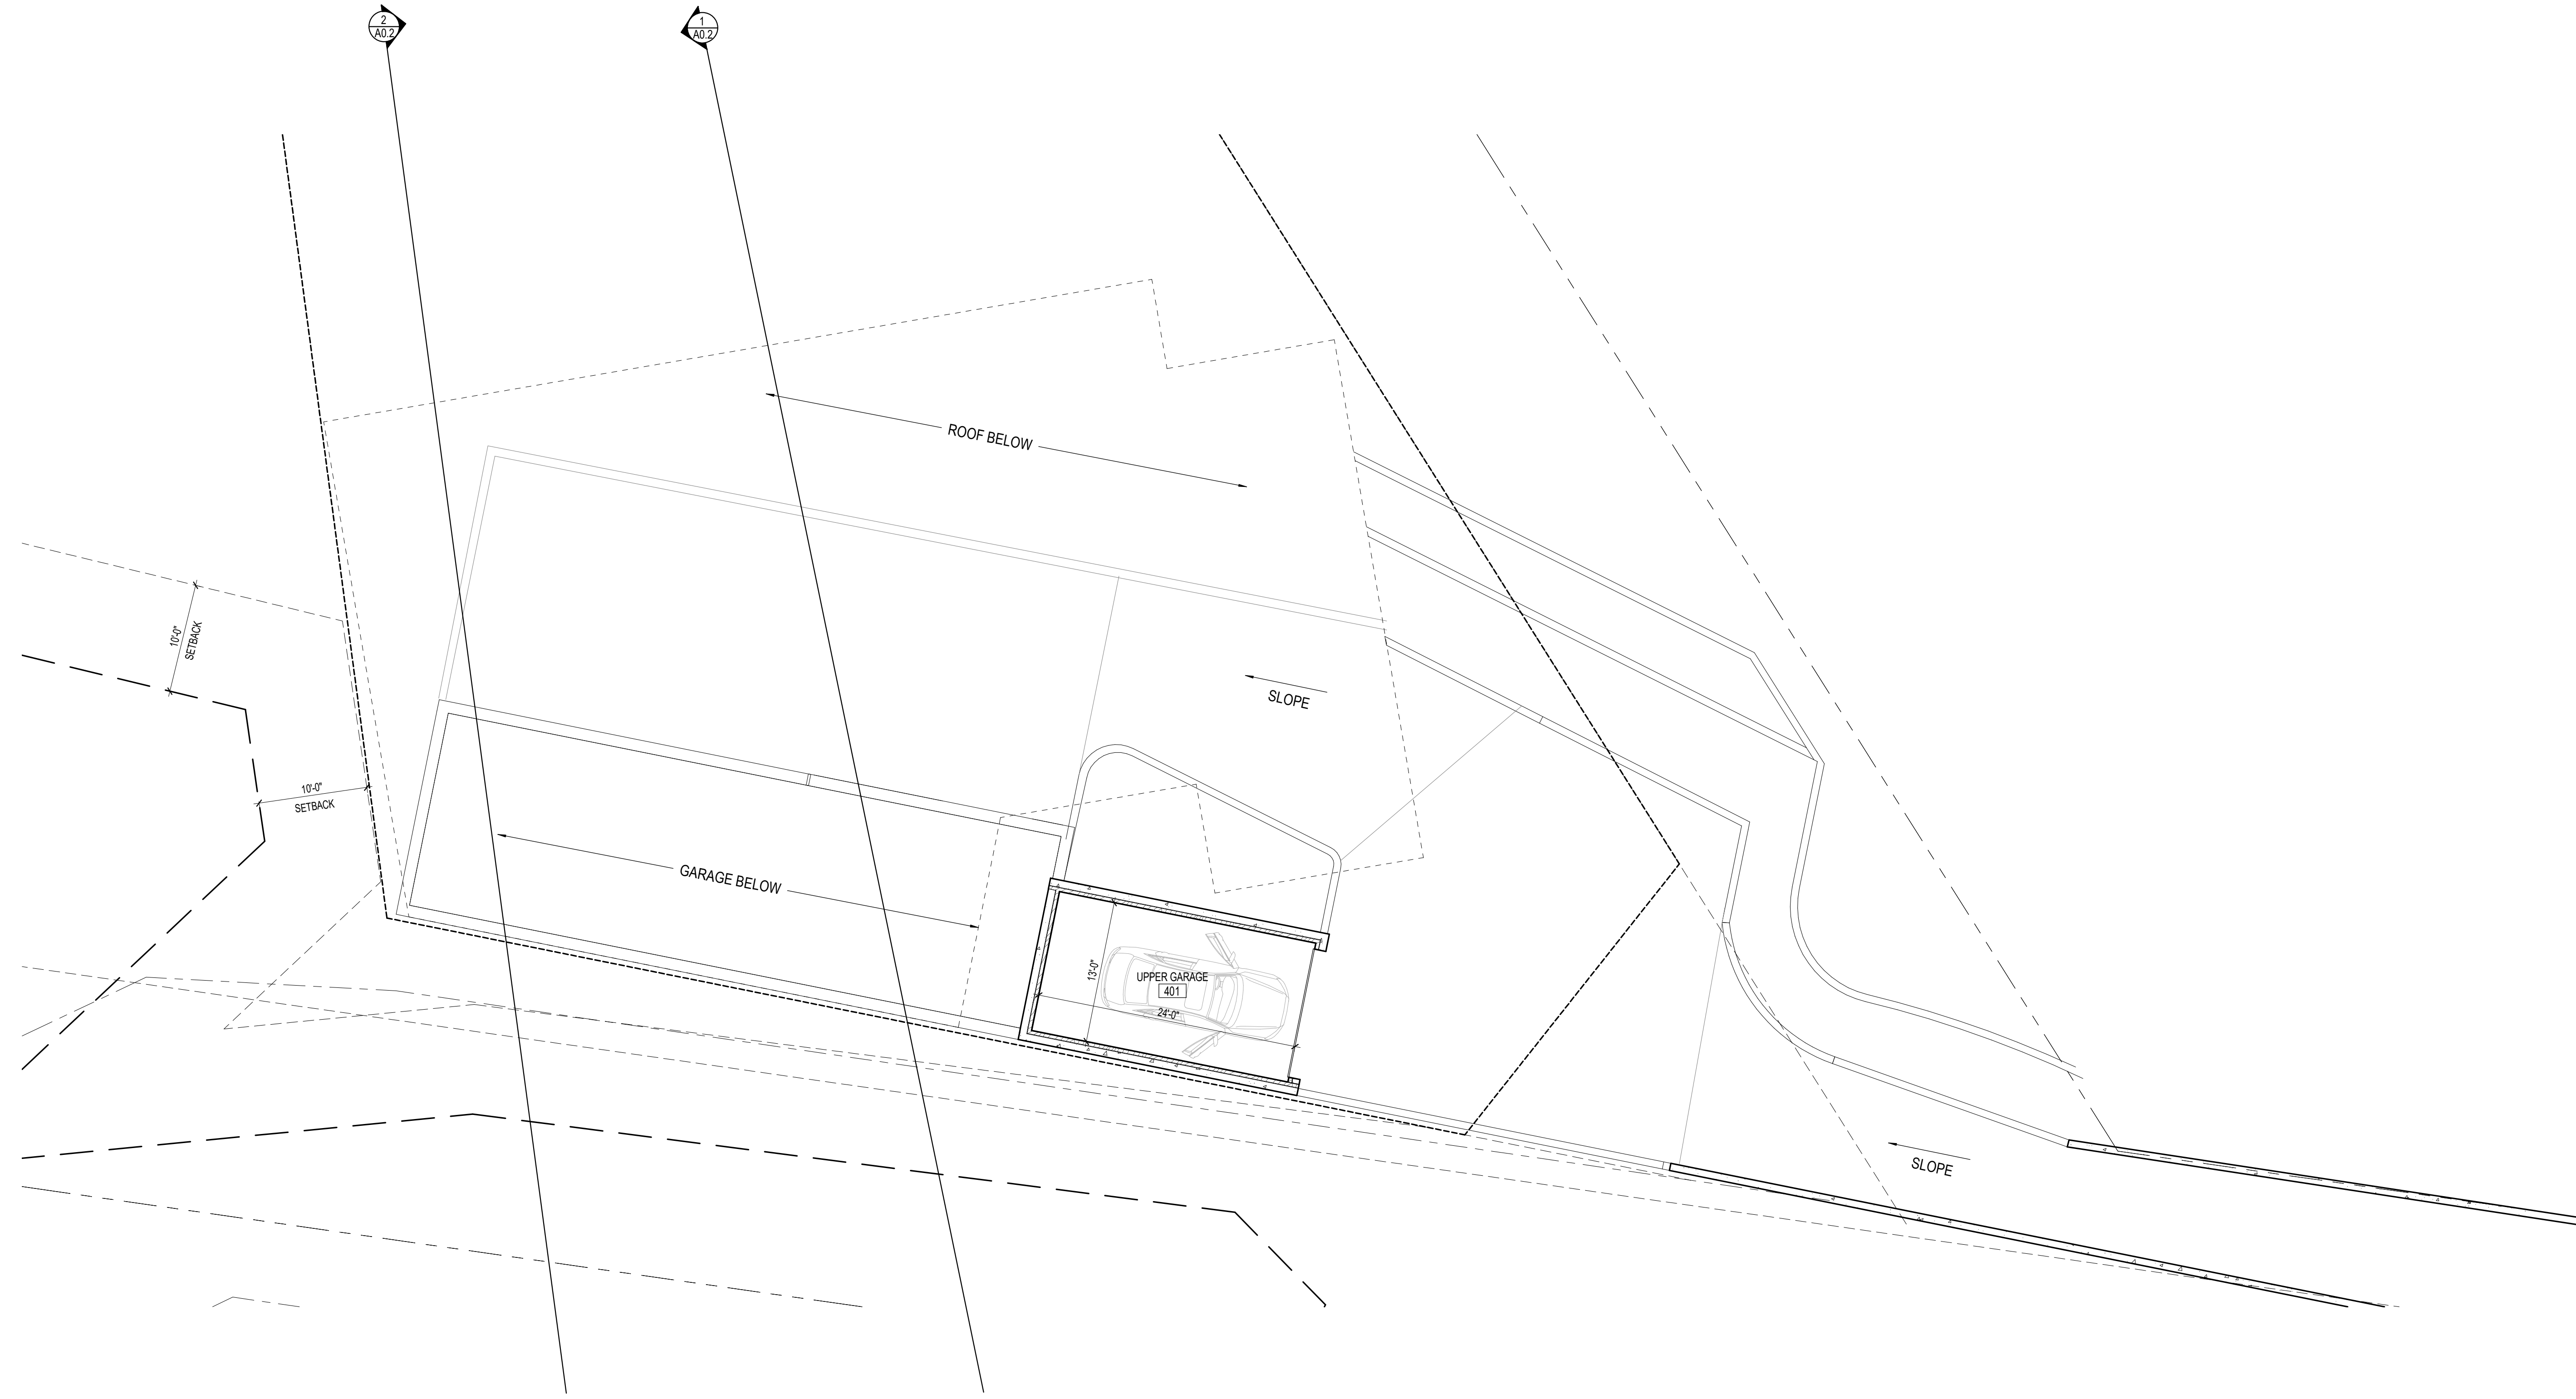 2
A0.2
1
A0.2
ROOF BELOW
10'-0"
SETBACK
SLOPE
10'-0"
SETBACK
GARAGE BELOW
13'-0"
UPPER GARAGE
401
24'-0"
SLOPE